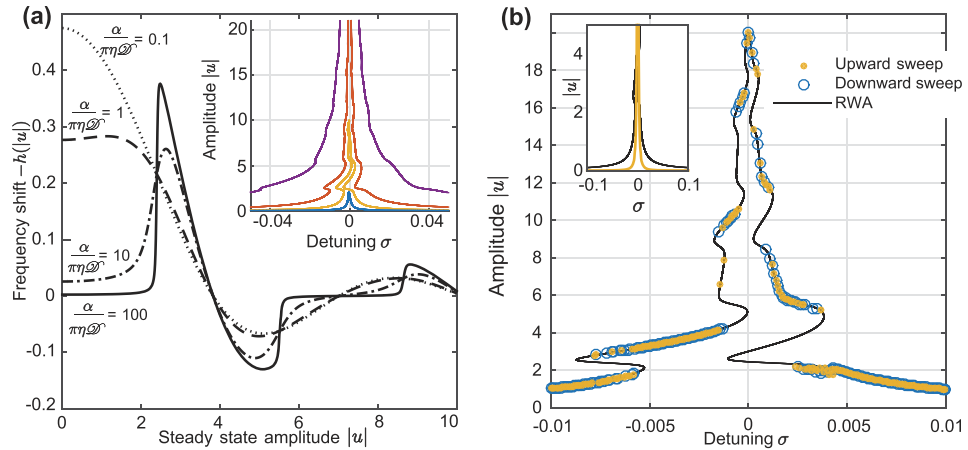 (a)
0.4
0.3
0.2
0.1
0
-0.1
-0.2
0
2
4
6
8
10
Frequency shift −h(|u|)
Steady state amplitude |u|
α/πη𝒟 = 0.1
α/πη𝒟 = 1
α/πη𝒟 = 10
α/πη𝒟 = 100
Amplitude |u|
20
15
10
5
0
-0.04
0
0.04
Detuning σ
(b)
Amplitude |u|
18
16
14
12
10
8
6
4
2
0
-0.01
-0.005
0
0.005
0.01
Detuning σ
|u|
4
2
0
-0.1
0
0.1
σ
Upward sweep
Downward sweep
RWA